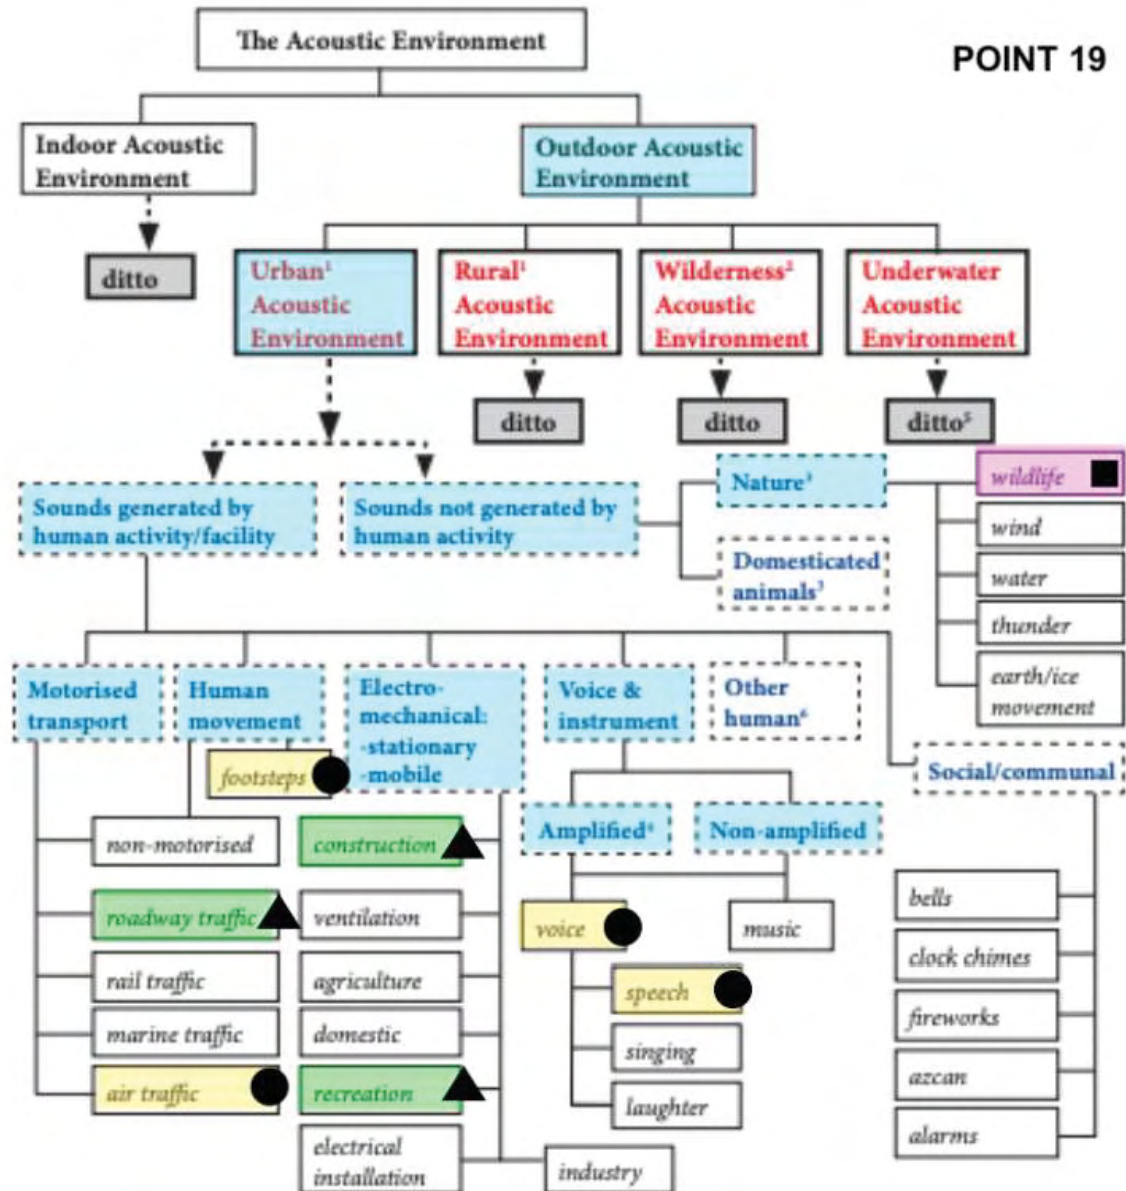 The Acoustic Environment
POINT 19
Indoor Acoustic
Environment
Outdoor Acoustic
Environment
ditto
Urban¹
Acoustic
Environment
Rural¹
Acoustic
Environment
Wilderness²
Acoustic
Environment
Underwater
Acoustic
Environment
ditto
ditto
ditto⁵
Sounds generated by
human activity/facility
Sounds not generated by
human activity
Nature³
Domesticated
animals³
wildlife
wind
water
thunder
earth/ice
movement
Motorised
transport
Human
movement
Electro-
mechanical:
-stationary
-mobile
Voice &
instrument
Other
human⁶
Social/communal
footsteps
non-motorised
roadway traffic
rail traffic
marine traffic
air traffic
construction
ventilation
agriculture
domestic
recreation
electrical
installation
industry
Amplified⁴
Non-amplified
voice
music
speech
singing
laughter
bells
clock chimes
fireworks
azcan
alarms